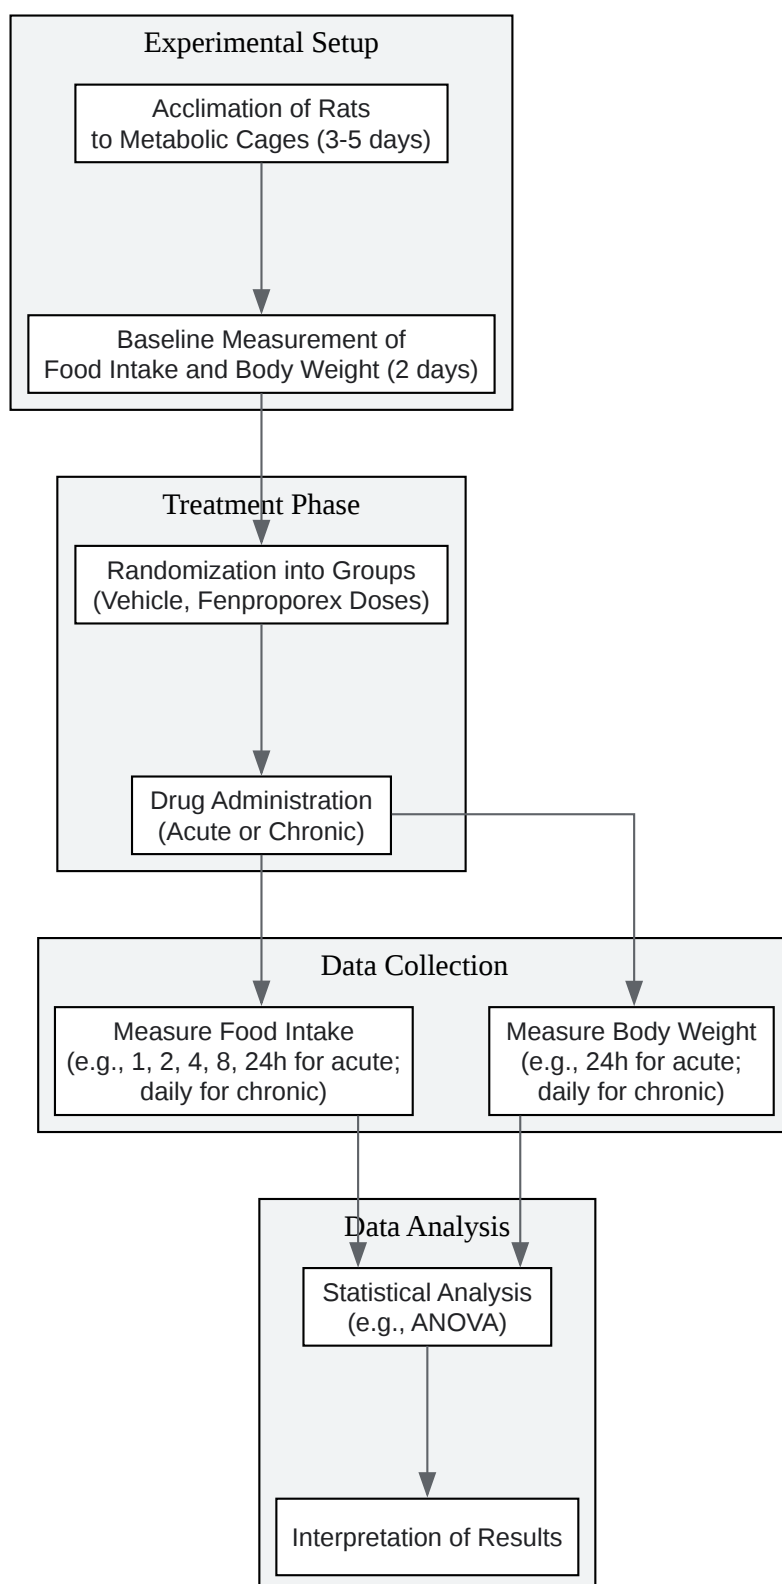 Experimental Setup
Acclimation of Rats
to Metabolic Cages (3-5 days)
Baseline Measurement of
Food Intake and Body Weight (2 days)
Treatment Phase
Randomization into Groups
(Vehicle, Fenproporex Doses)
Drug Administration
(Acute or Chronic)
Data Collection
Measure Food Intake
(e.g., 1, 2, 4, 8, 24h for acute;
daily for chronic)
Measure Body Weight
(e.g., 24h for acute;
daily for chronic)
Data Analysis
Statistical Analysis
(e.g., ANOVA)
Interpretation of Results